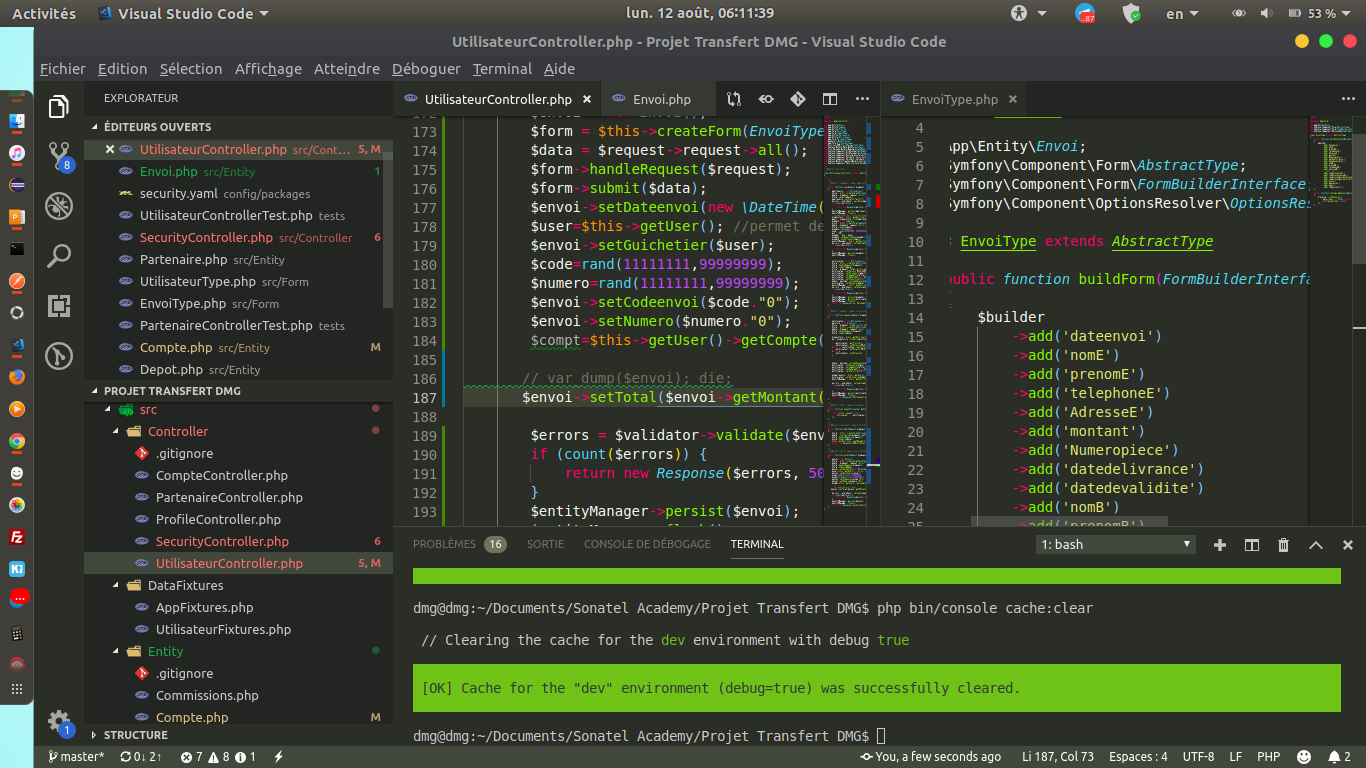 Activités Visual Studio Code lun. 12 août, 06:11:39 ..87 en 53 %
UtilisateurController.php - Projet Transfert DMG - Visual Studio Code
Fichier Edition Sélection Affichage Atteindre Déboguer Terminal Aide
EXPLORATEUR
ÉDITEURS OUVERTS
UtilisateurController.php src/Cont... 5, M
Envoi.php src/Entity 1
security.yaml config/packages
UtilisateurControllerTest.php tests
SecurityController.php src/Controller 6
Partenaire.php src/Entity
UtilisateurType.php src/Form
EnvoiType.php src/Form
PartenaireControllerTest.php tests
Compte.php src/Entity M
Depot.php src/Entity
PROJET TRANSFERT DMG
src
Controller
.gitignore
CompteController.php
PartenaireController.php
ProfileController.php
SecurityController.php 6
UtilisateurController.php 5, M
DataFixtures
AppFixtures.php
UtilisateurFixtures.php
Entity
.gitignore
Commissions.php
Compte.php M
STRUCTURE
8
1
UtilisateurController.php Envoi.php
173 $form = $this->createForm(EnvoiType
174 $data = $request->request->all();
175 $form->handleRequest($request);
176 $form->submit($data);
177 $envoi->setDateenvoi(new \DateTime(
178 $user=$this->getUser(); //permet de
179 $envoi->setGuichetier($user);
180 $code=rand(11111111,99999999);
181 $numero=rand(11111111,99999999);
182 $envoi->setCodeenvoi($code."0");
183 $envoi->setNumero($numero."0");
184 $compt=$this->getUser()->getCompte(
185
186 // var_dump($envoi); die;
187 $envoi->setTotal($envoi->getMontant(
188
189 $errors = $validator->validate($env
190 if (count($errors)) {
191 return new Response($errors, 50
192 }
193 $entityManager->persist($envoi);
EnvoiType.php
4
5 App\Entity\Envoi;
6 Symfony\Component\Form\AbstractType;
7 Symfony\Component\Form\FormBuilderInterface
8 Symfony\Component\OptionsResolver\OptionsRes
9
10 EnvoiType extends AbstractType
11
12 public function buildForm(FormBuilderInterfa
13
14 $builder
15 ->add('dateenvoi')
16 ->add('nomE')
17 ->add('prenomE')
18 ->add('telephoneE')
19 ->add('AdresseE')
20 ->add('montant')
21 ->add('Numeropiece')
22 ->add('datedelivrance')
23 ->add('datedevalidite')
24 ->add('nomB')
25 ->add('prenomB')
PROBLÈMES 16 SORTIE CONSOLE DE DÉBOGAGE TERMINAL 1: bash
dmg@dmg:~/Documents/Sonatel Academy/Projet Transfert DMG$ php bin/console cache:clear
// Clearing the cache for the dev environment with debug true
[OK] Cache for the "dev" environment (debug=true) was successfully cleared.
dmg@dmg:~/Documents/Sonatel Academy/Projet Transfert DMG$
master* 0↓ 2↑ 7 8 1 You, a few seconds ago Li 187, Col 73 Espaces : 4 UTF-8 LF PHP 2